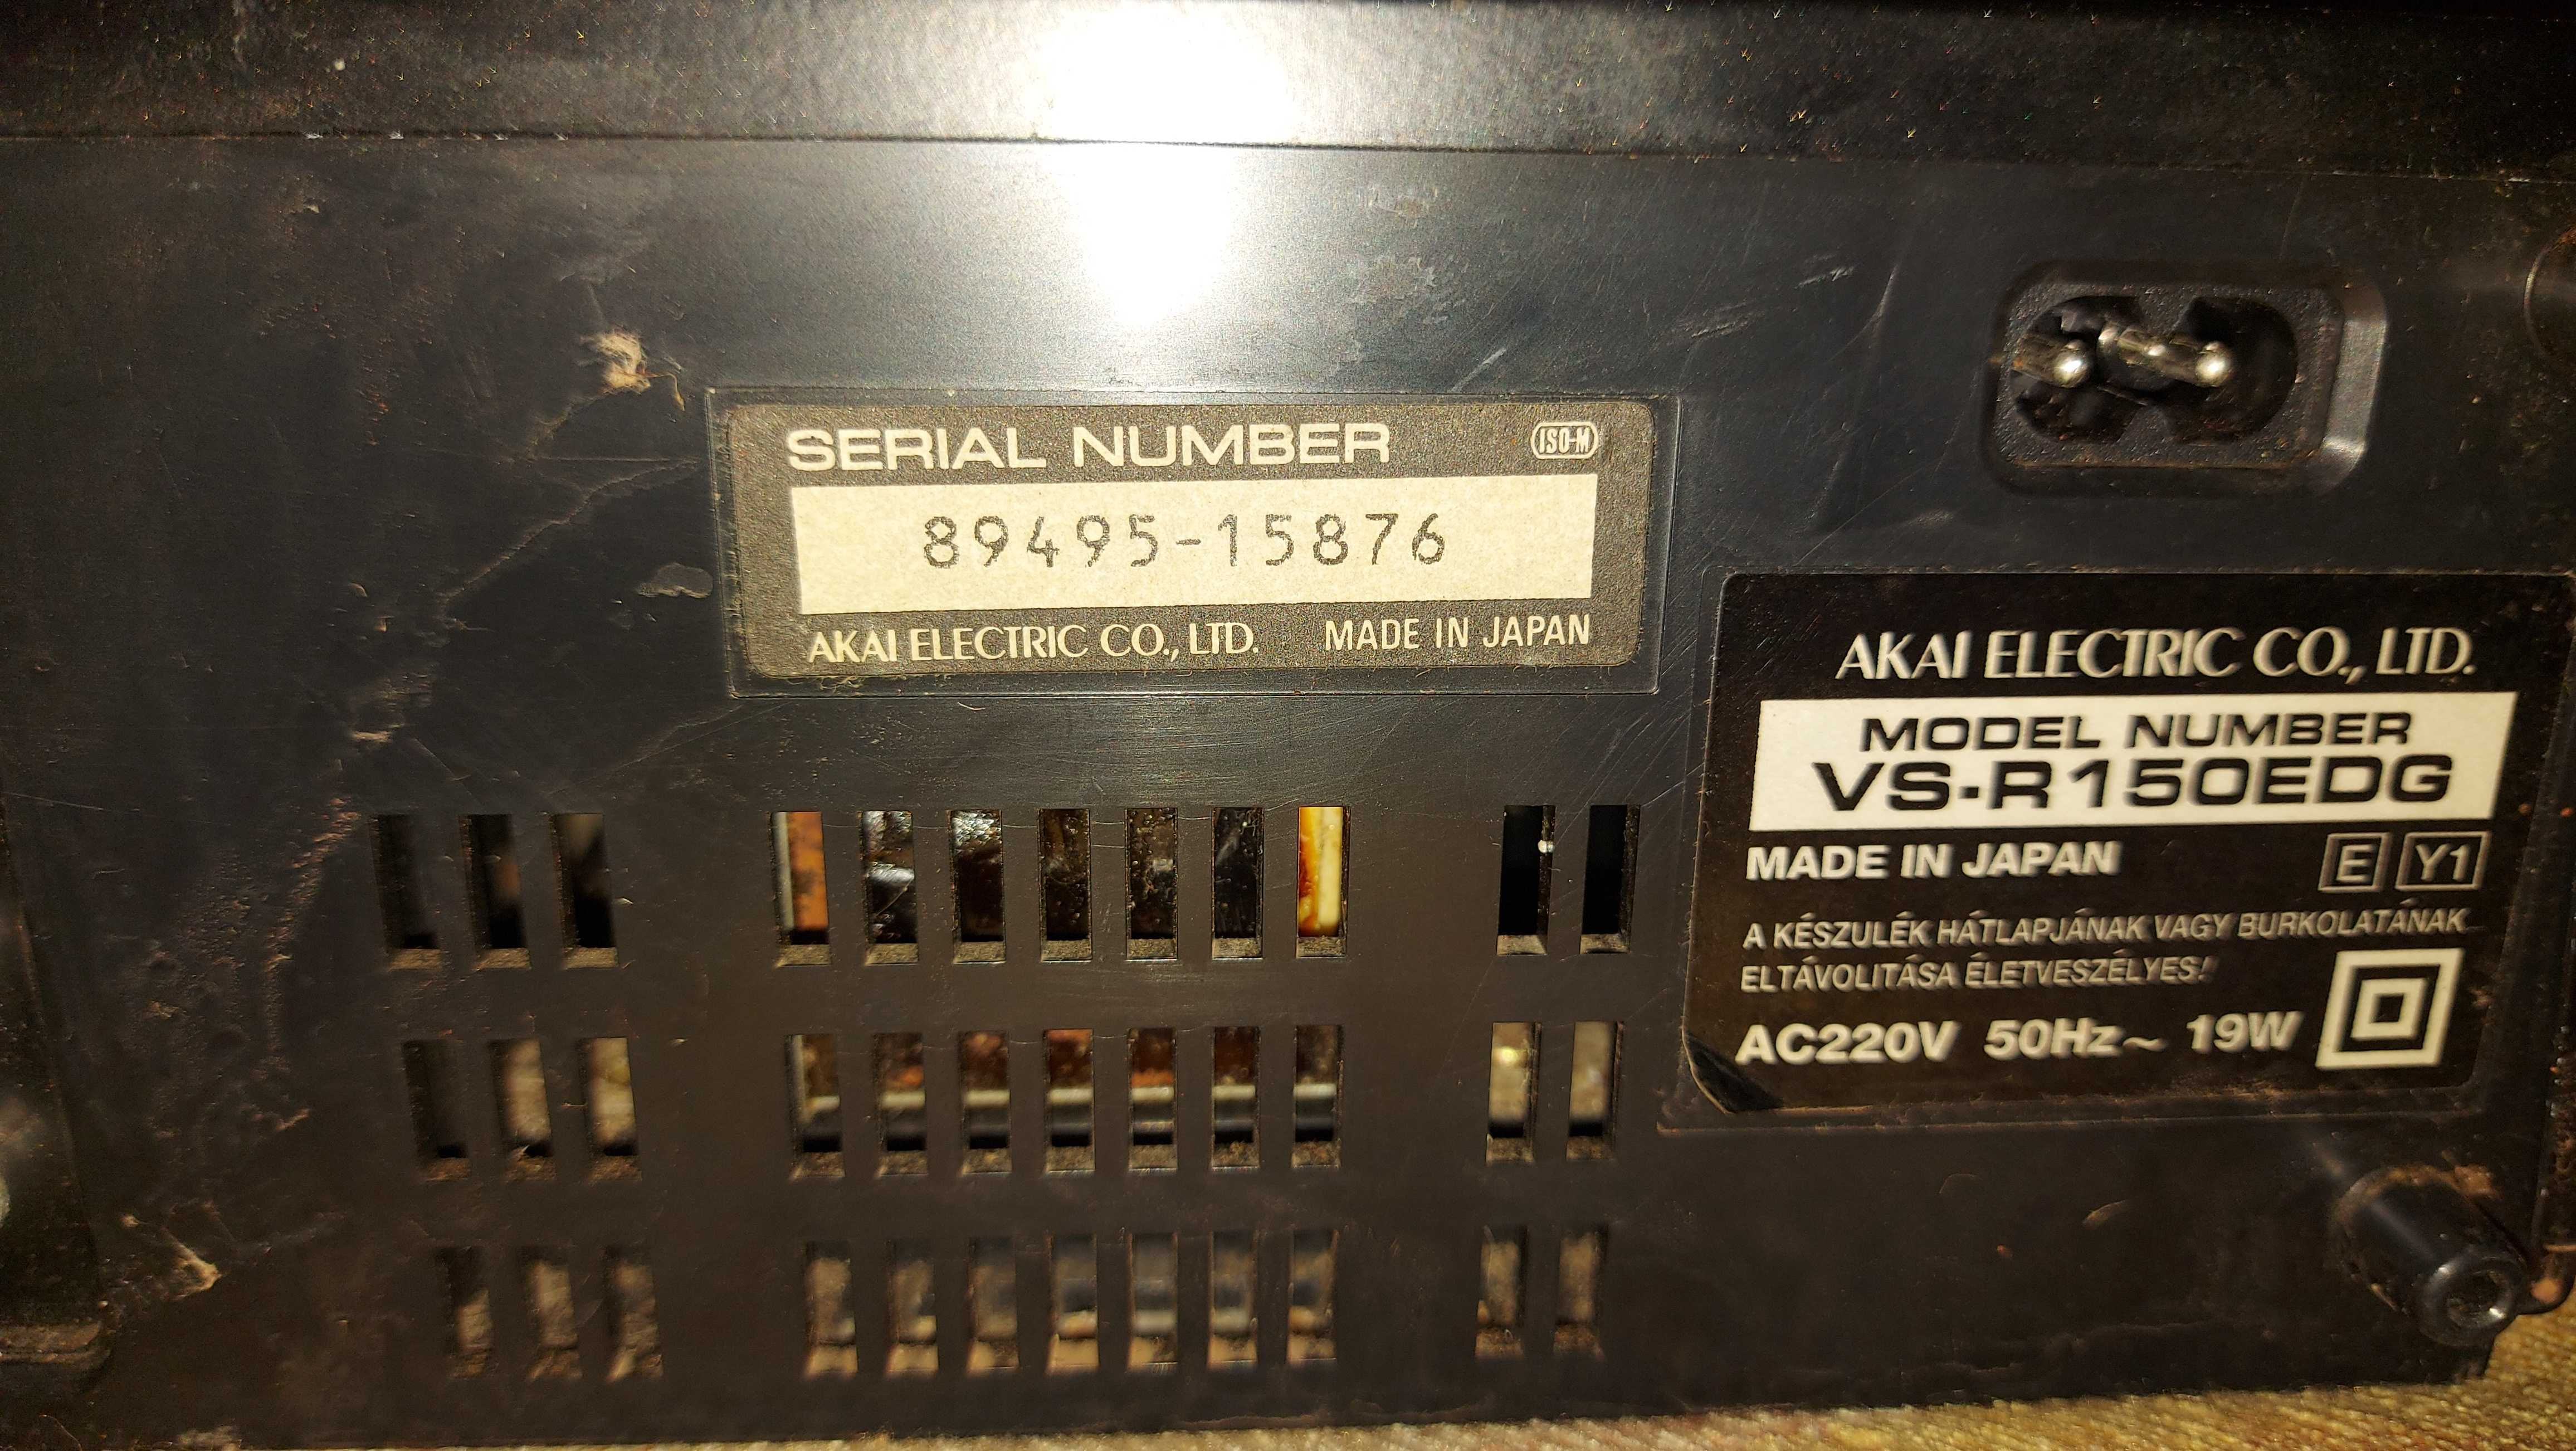 SERIAL NUMBER
ISO-M
89495-15876
AKAI ELECTRIC CO., LTD. MADE IN JAPAN
AKAI ELECTRIC CO., LTD.
MODEL NUMBER
VS-R150EDG
MADE IN JAPAN E Y1
A KÉSZULÉK HÁTLAPJÁNAK VAGY BURKOLATÁNAK
ELTÁVOLITÁSA ÉLETVESZÉLYES!
AC220V 50Hz~ 19W